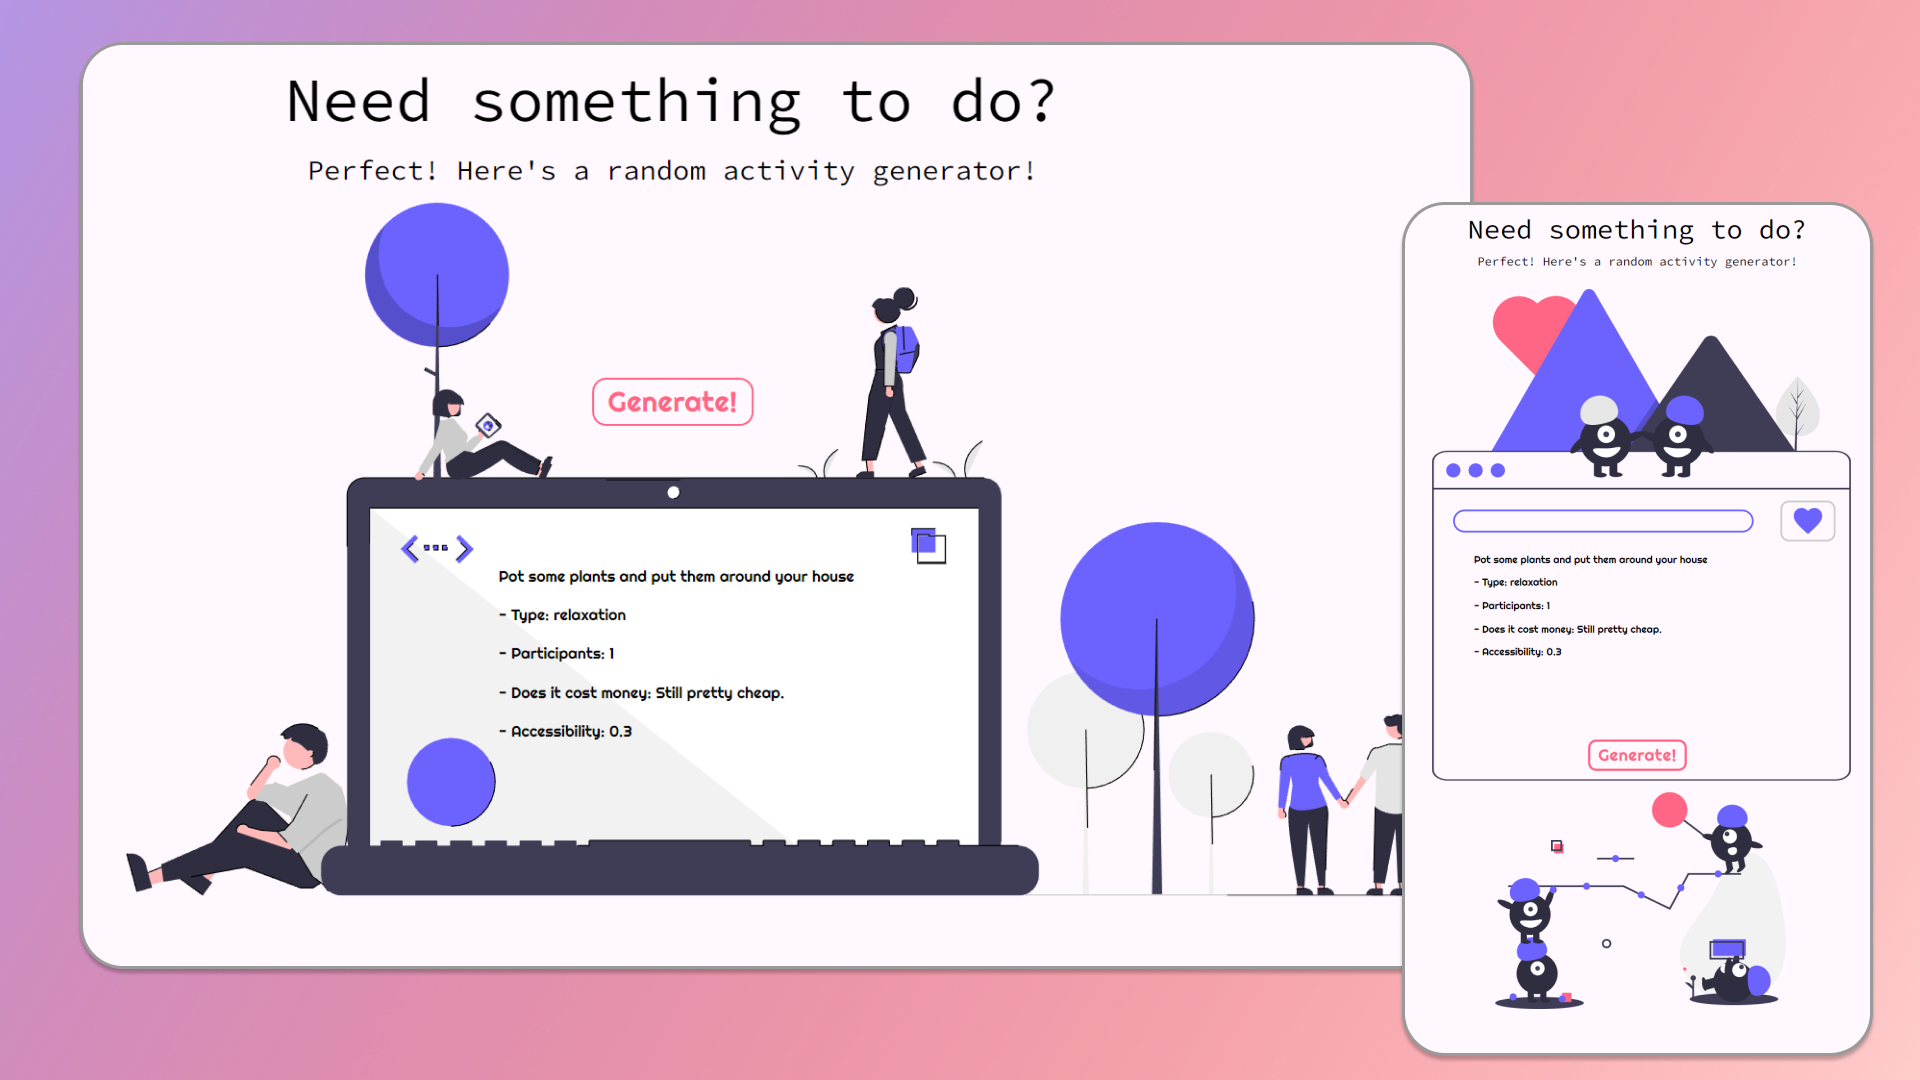 Need something to do?
Perfect! Here's a random activity generator!
Generate!
Pot some plants and put them around your house
- Type: relaxation
- Participants: 1
- Does it cost money: Still pretty cheap.
- Accessibility: 0.3
Need something to do?
Perfect! Here's a random activity generator!
Pot some plants and put them around your house
- Type: relaxation
- Participants: 1
- Does it cost money: Still pretty cheap.
- Accessibility: 0.3
Generate!